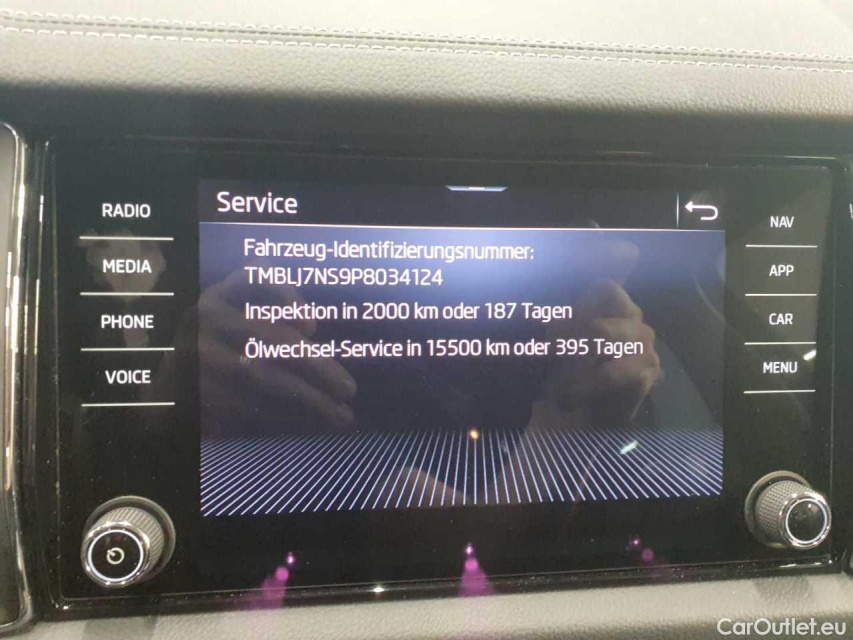 Service
RADIO
MEDIA
PHONE
VOICE
Fahrzeug-Identifizierungsnummer:
TMBLJ7NS9P8034124
Inspektion in 2000 km oder 187 Tagen
Ölwechsel-Service in 15500 km oder 395 Tagen
NAV
APP
CAR
MENU
CarOutlet.eu